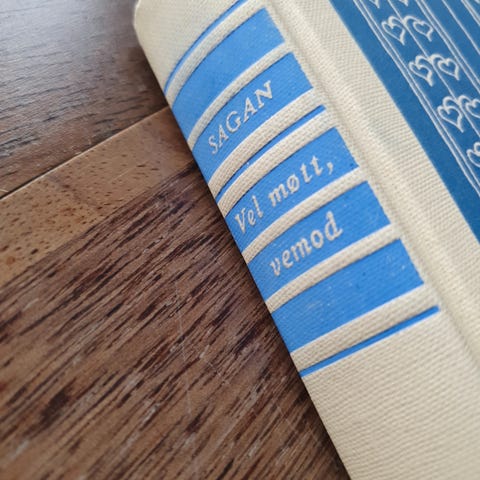 SAGAN
Vel møtt,
vemod